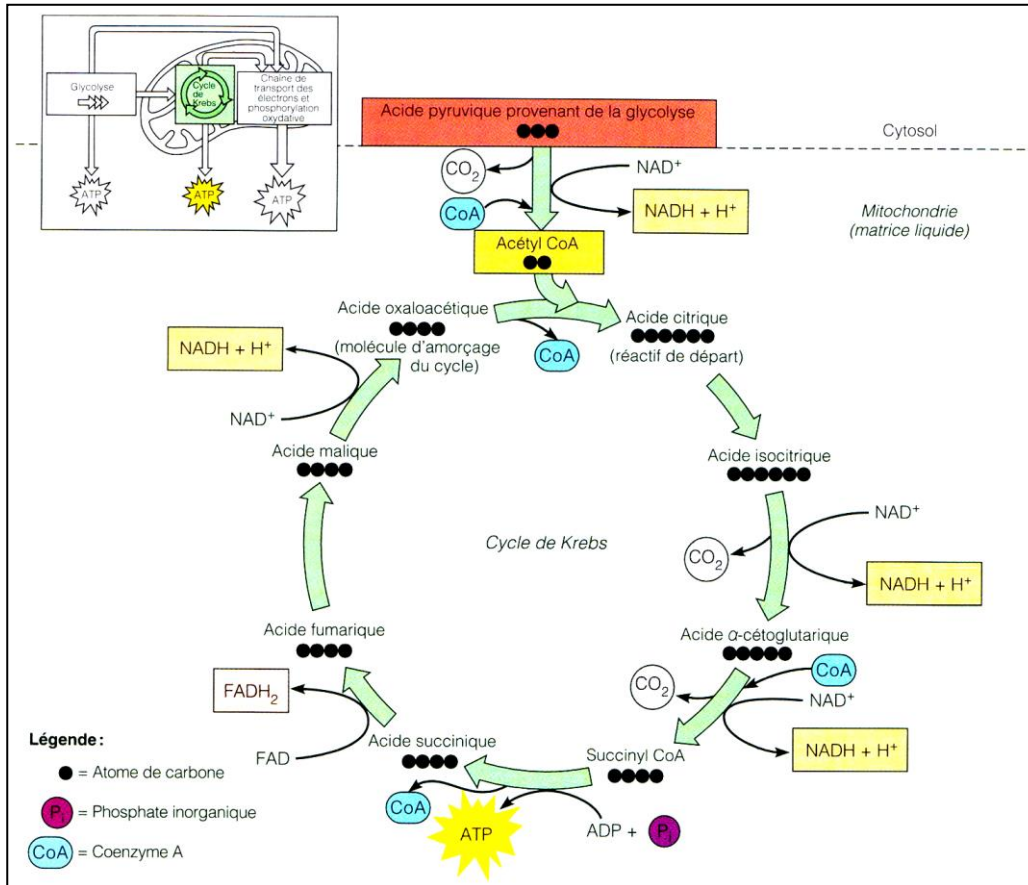 Glycolyse
Cycle
de
Krebs
Chaîne de
transport des
électrons et
phosphorylation
oxydative
ATP
ATP
ATP
Acide pyruvique provenant de la glycolyse
Cytosol
CO2
NAD+
CoA
NADH + H+
Mitochondrie
(matrice liquide)
Acétyl CoA
Acide oxaloacétique
(molécule d'amorçage
du cycle)
CoA
Acide citrique
(réactif de départ)
NADH + H+
NAD+
Acide malique
Acide isocitrique
NAD+
CO2
NADH + H+
Cycle de Krebs
Acide fumarique
Acide α-cétoglutarique
CoA
CO2
NAD+
NADH + H+
FADH2
FAD
Acide succinique
Succinyl CoA
CoA
ATP
ADP + Pi
Légende :
= Atome de carbone
Pi = Phosphate inorganique
CoA = Coenzyme A